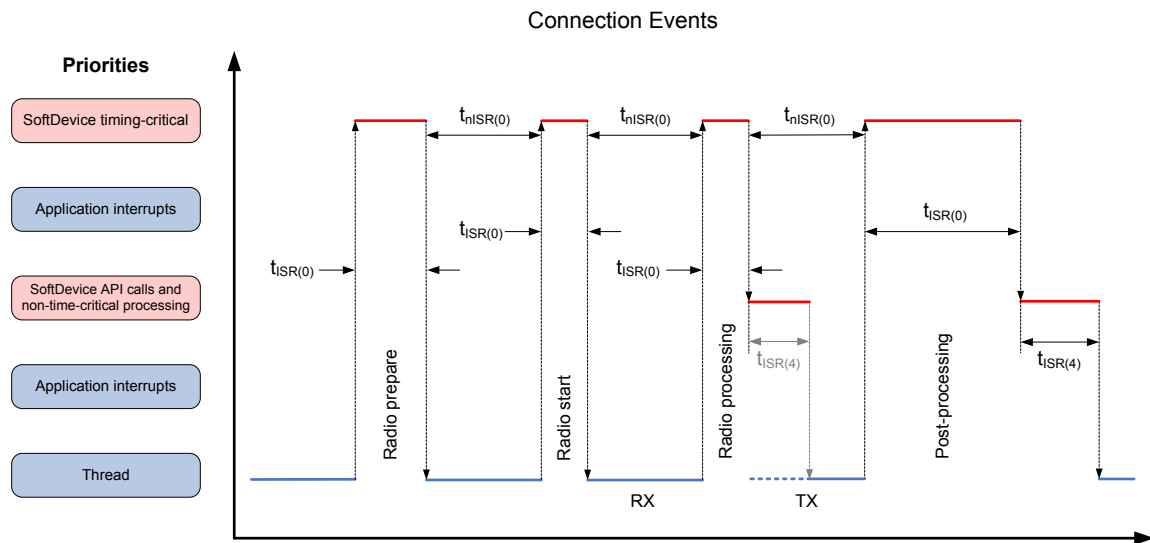 Connection Events
Priorities
SoftDevice timing-critical
Application interrupts
SoftDevice API calls and
non-time-critical processing
Application interrupts
Thread
tnISR(0)
tnISR(0)
tnISR(0)
tISR(0)
tISR(0)
tISR(0)
tISR(0)
tISR(4)
tISR(4)
Radio prepare
Radio start
Radio processing
Post-processing
RX
TX